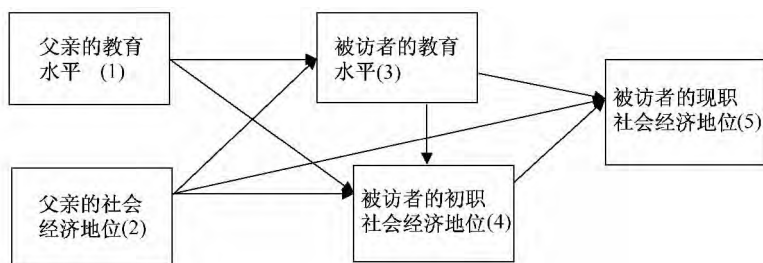 父亲的教育
水平 (1)
被访者的教育
水平(3)
被访者的现职
社会经济地位(5)
父亲的社会
经济地位(2)
被访者的初职
社会经济地位(4)